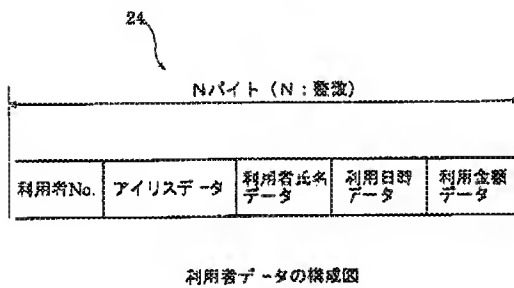 24
Nバイト（N：整数）
利用者No.
アイリスデータ
利用者氏名
データ
利用日時
データ
利用金額
データ
利用者データの構成図